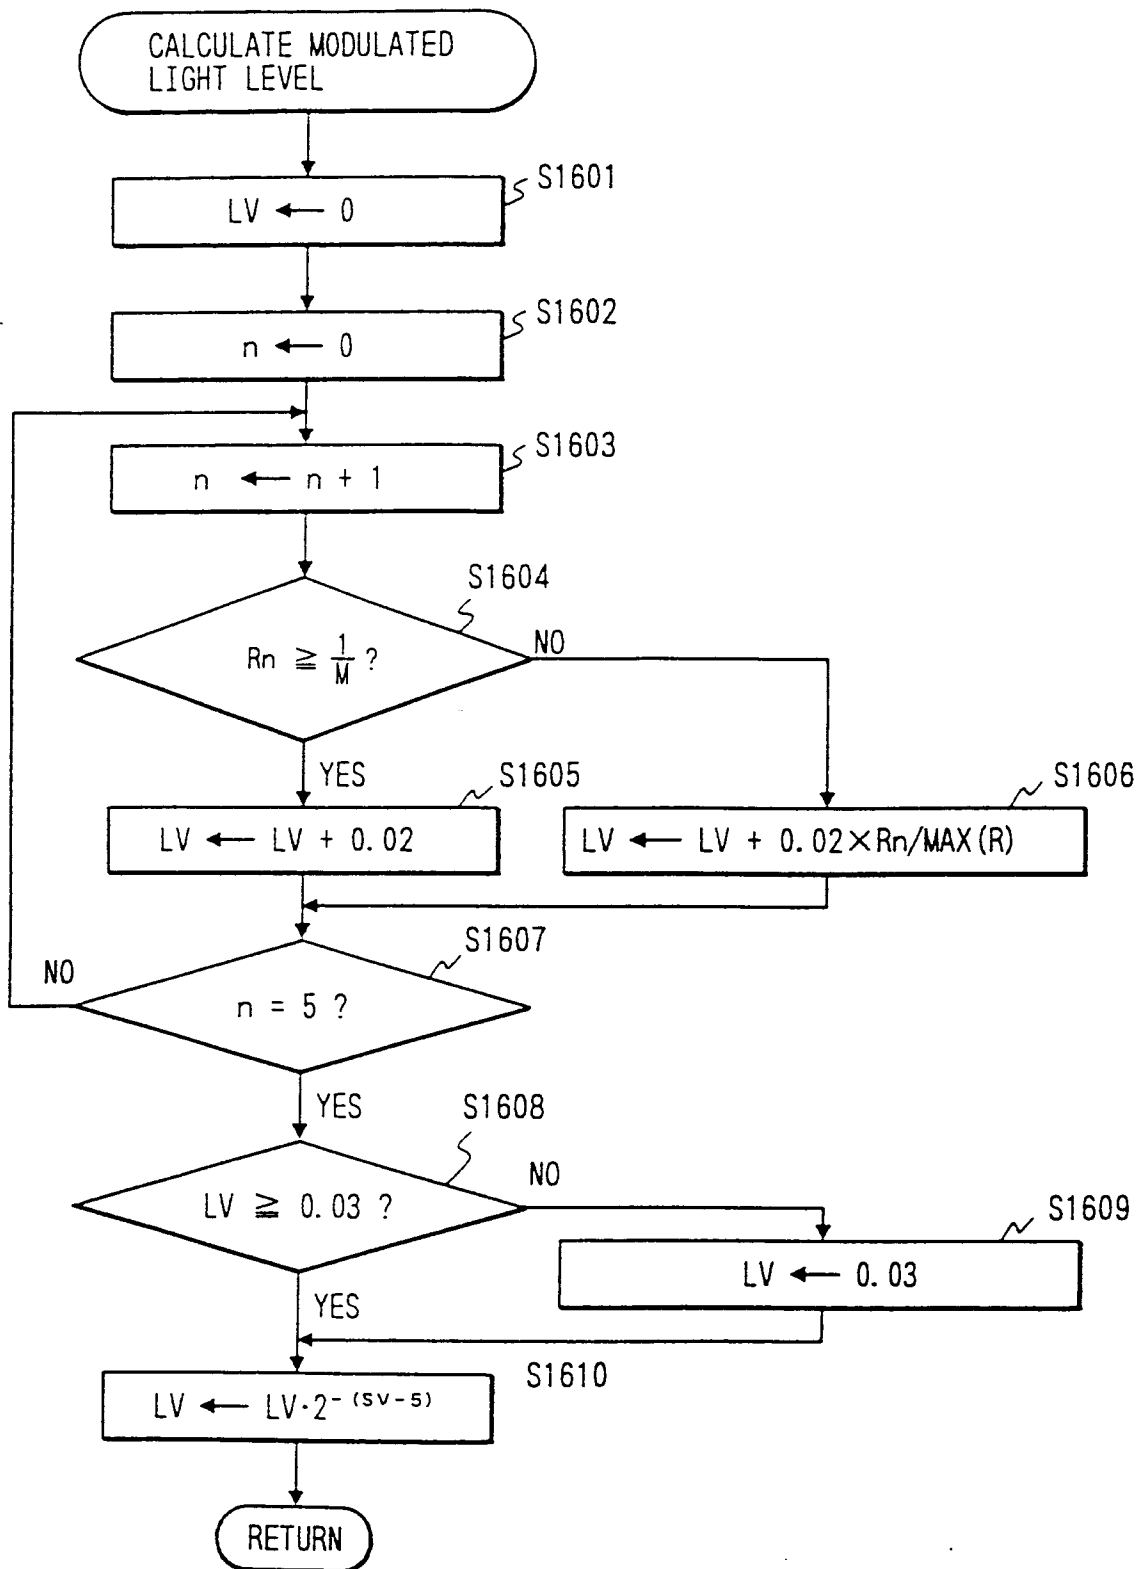 CALCULATE MODULATED
LIGHT LEVEL
S1601
LV ← 0
S1602
n ← 0
S1603
n ← n + 1
S1604
Rn ≧ 1/M ?
NO
YES
S1605
LV ← LV + 0.02
S1606
LV ← LV + 0.02×Rn/MAX(R)
S1607
NO
n = 5 ?
YES
S1608
LV ≧ 0.03 ?
NO
S1609
LV ← 0.03
YES
S1610
LV ← LV·2^-(SV-5)
RETURN